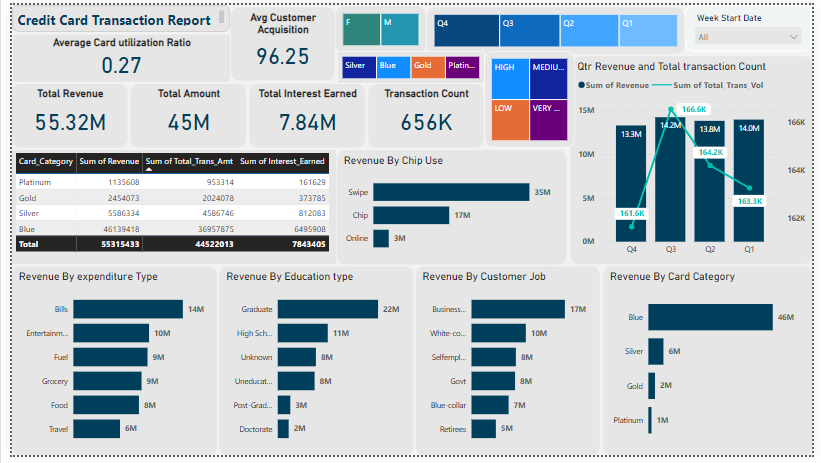 Credit Card Transaction Report
Average Card utilization Ratio
0.27
Avg Customer
Acquisition
96.25
F M
Q4 Q3 Q2 Q1
Silver Blue Gold Platin...
HIGH MEDIU...
LOW VERY ...
Week Start Date
All
Total Revenue
55.32M
Total Amount
45M
Total Interest Earned
7.84M
Transaction Count
656K
Qtr Revenue and Total transaction Count
Sum of Revenue Sum of Total_Trans_Vol
15M
10M
5M
0M
13.3M
14.2M
13.8M
14.0M
161.6K
166.6K
164.2K
163.3K
166K
164K
162K
Q4 Q3 Q2 Q1
Card_Category Sum of Revenue Sum of Total_Trans_Amt Sum of Interest_Earned
Platinum 1135608 953314 161629
Gold 2454073 2024078 373785
Silver 5586334 4586746 812083
Blue 46139418 36957875 6495908
Total 55315433 44522013 7843405
Revenue By Chip Use
Swipe 35M
Chip 17M
Online 3M
Revenue By expenditure Type
Bills 14M
Entertainm... 10M
Fuel 9M
Grocery 9M
Food 8M
Travel 6M
Revenue By Education type
Graduate 22M
High Sch... 11M
Unknown 8M
Uneducat... 8M
Post-Grad... 3M
Doctorate 2M
Revenue By Customer Job
Business... 17M
White-co... 10M
Selfempl... 8M
Govt 8M
Blue-collar 7M
Retirees 5M
Revenue By Card Category
Blue 46M
Silver 6M
Gold 2M
Platinum 1M